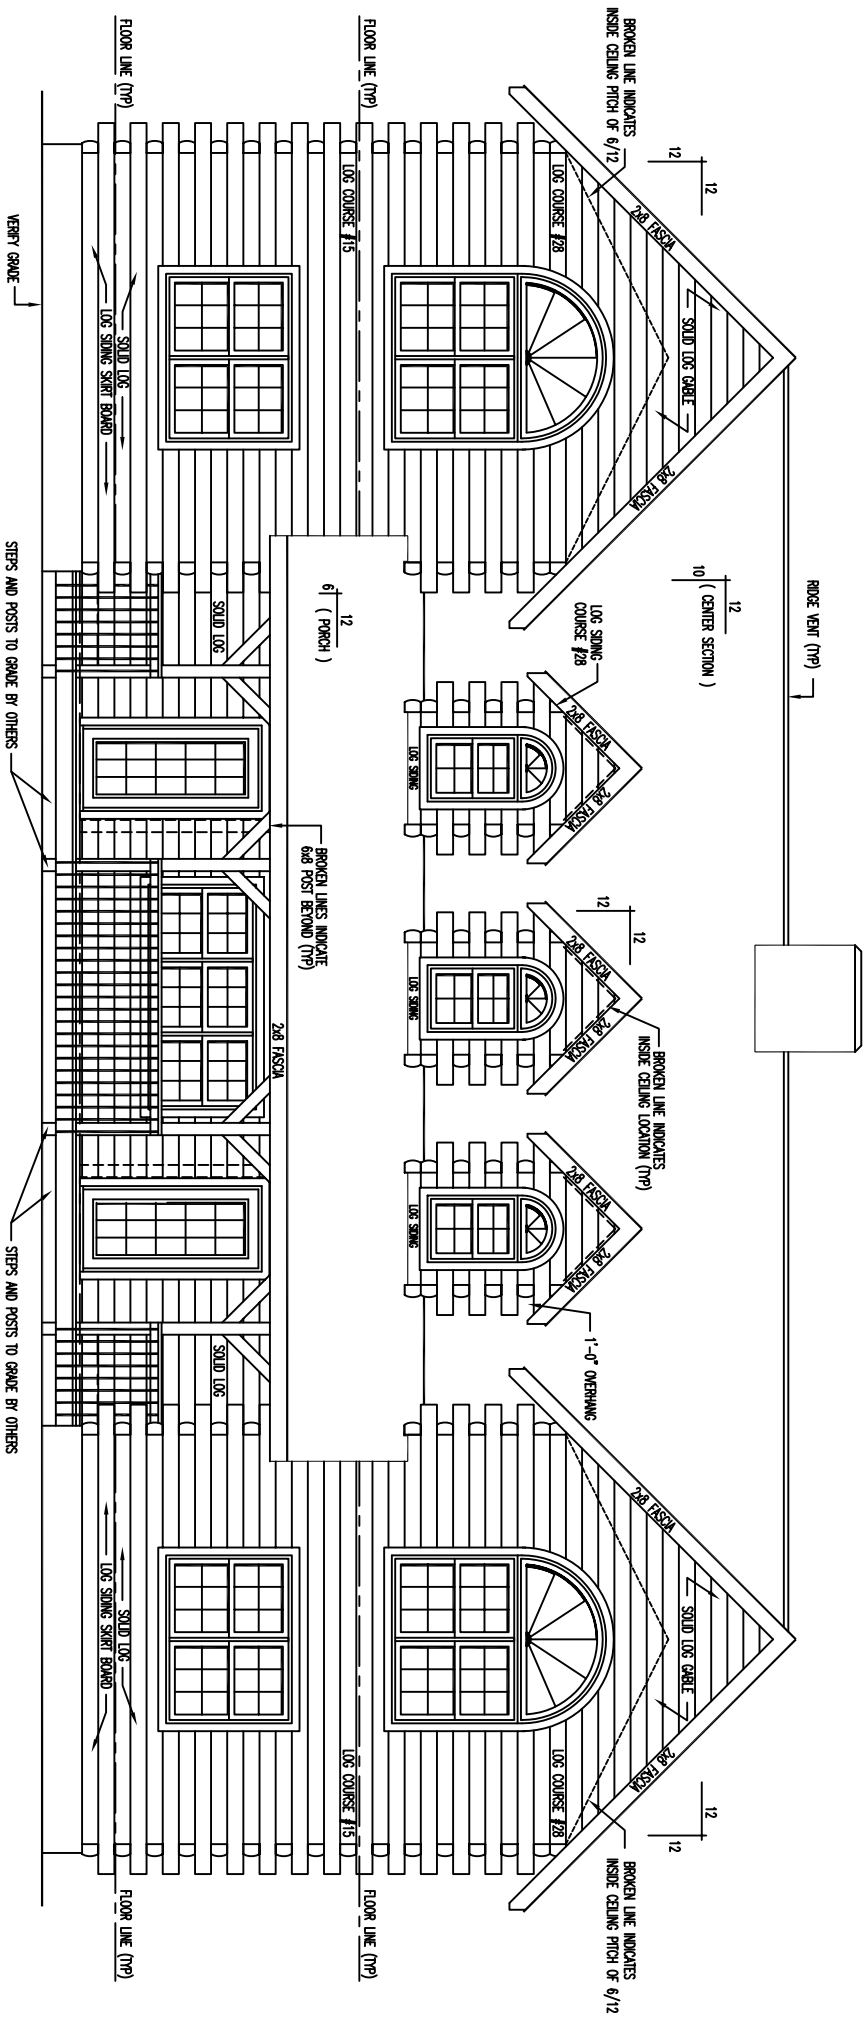 RIDGE VENT (TYP)
BROKEN LINE INDICATES
INSIDE CEILING PITCH OF 6/12
12
12
2x8 FASCIA
SOLID LOG GABLE
2x8 FASCIA
LOG COURSE #28
LOG COURSE #15
FLOOR LINE (TYP)
FLOOR LINE (TYP)
SOLID LOG
LOG SIDING SKIRT BOARD
VERIFY GRADE
12
10 ( CENTER SECTION )
LOG SIDING
COURSE #28
12
6 ( PORCH )
2x8 FASCIA
2x8 FASCIA
LOG SIDING
12
12
2x8 FASCIA
2x8 FASCIA
LOG SIDING
BROKEN LINE INDICATES
INSIDE CEILING LOCATION (TYP)
2x8 FASCIA
2x8 FASCIA
LOG SIDING
1'-0" OVERHANG
BROKEN LINES INDICATE
6x8 POST BEYOND (TYP)
2x8 FASCIA
SOLID LOG
SOLID LOG
STEPS AND POSTS TO GRADE BY OTHERS
STEPS AND POSTS TO GRADE BY OTHERS
2x8 FASCIA
SOLID LOG GABLE
2x8 FASCIA
12
12
BROKEN LINE INDICATES
INSIDE CEILING PITCH OF 6/12
LOG COURSE #28
LOG COURSE #15
FLOOR LINE (TYP)
SOLID LOG
LOG SIDING SKIRT BOARD
FLOOR LINE (TYP)